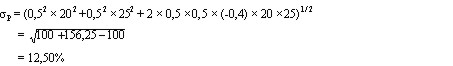 σP = (0,5² × 20² + 0,5² × 25² + 2 × 0,5 × 0,5 × (-0,4) × 20 × 25)^1/2
= √100 + 156,25 – 100
= 12,50%